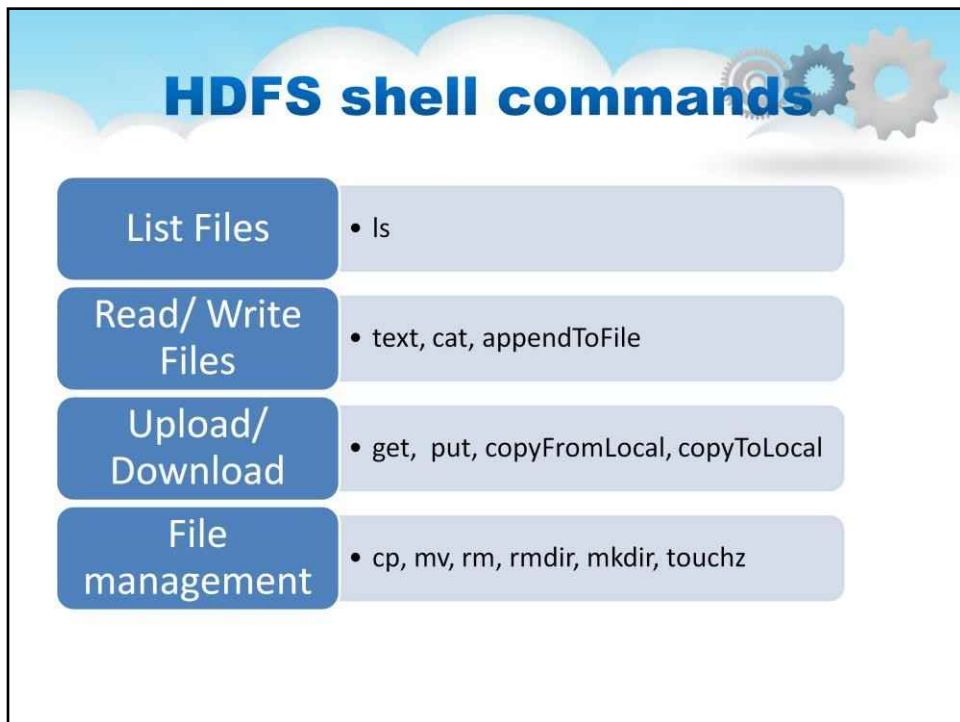 HDFS shell commands
List Files
• ls
Read/ Write
Files
• text, cat, appendToFile
Upload/
Download
• get,  put, copyFromLocal, copyToLocal
File
management
• cp, mv, rm, rmdir, mkdir, touchz